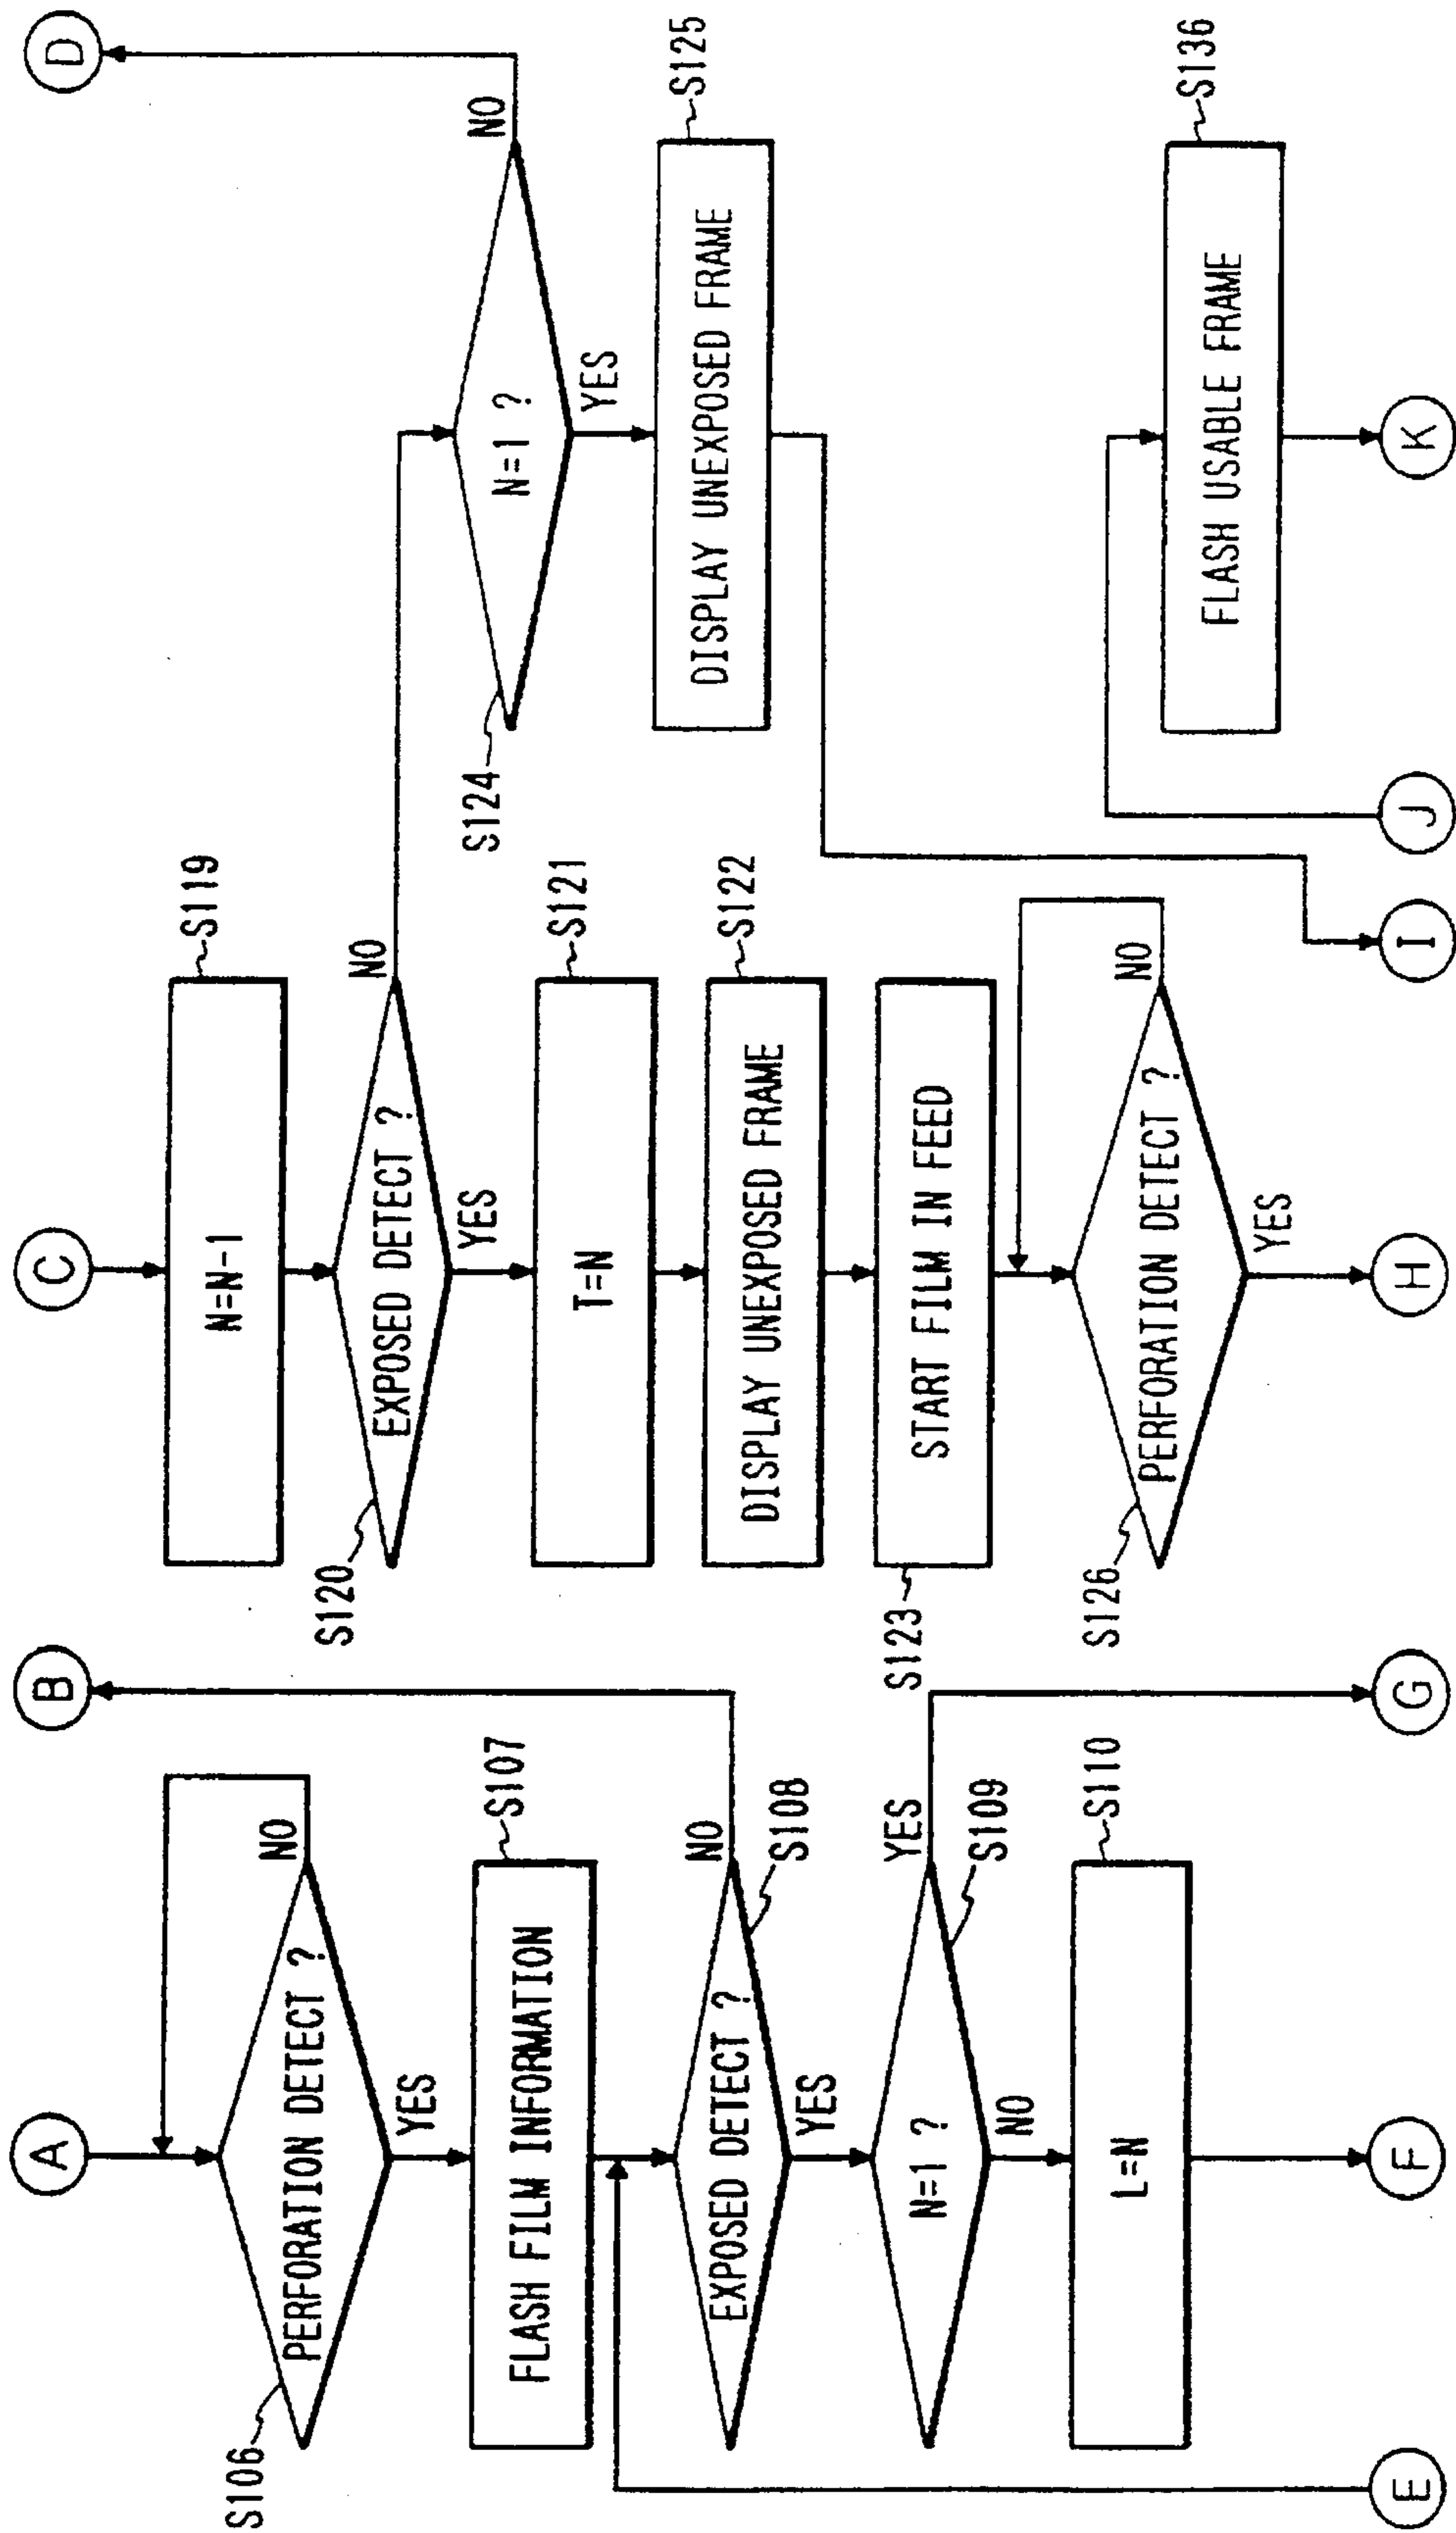 A
PERFORATION DETECT ?
S106
NO
YES
FLASH FILM INFORMATION
S107
B
EXPOSED DETECT ?
S108
NO
YES
N=1 ?
S109
YES
NO
L=N
S110
E
F
G
C
N=N-1
S119
EXPOSED DETECT ?
S120
NO
YES
T=N
S121
DISPLAY UNEXPOSED FRAME
S122
START FILM IN FEED
S123
PERFORATION DETECT ?
S126
NO
YES
H
D
N=1 ?
S124
NO
YES
DISPLAY UNEXPOSED FRAME
S125
I
J
FLASH USABLE FRAME
S136
K